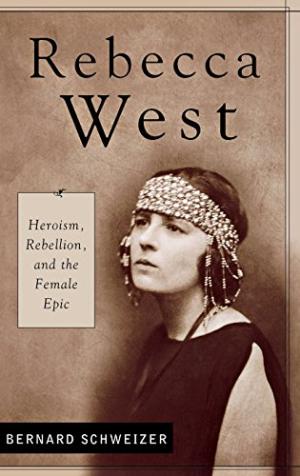 Rebecca
West
Heroism,
Rebellion,
and the
Female
Epic
BERNARD SCHWEIZER